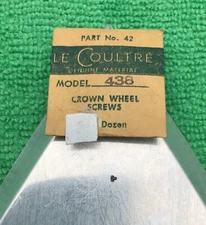 PART No. 42
LE COULTRE
GENUINE MATERIAL
MODEL 438
CROWN WHEEL
SCREWS
Dozen